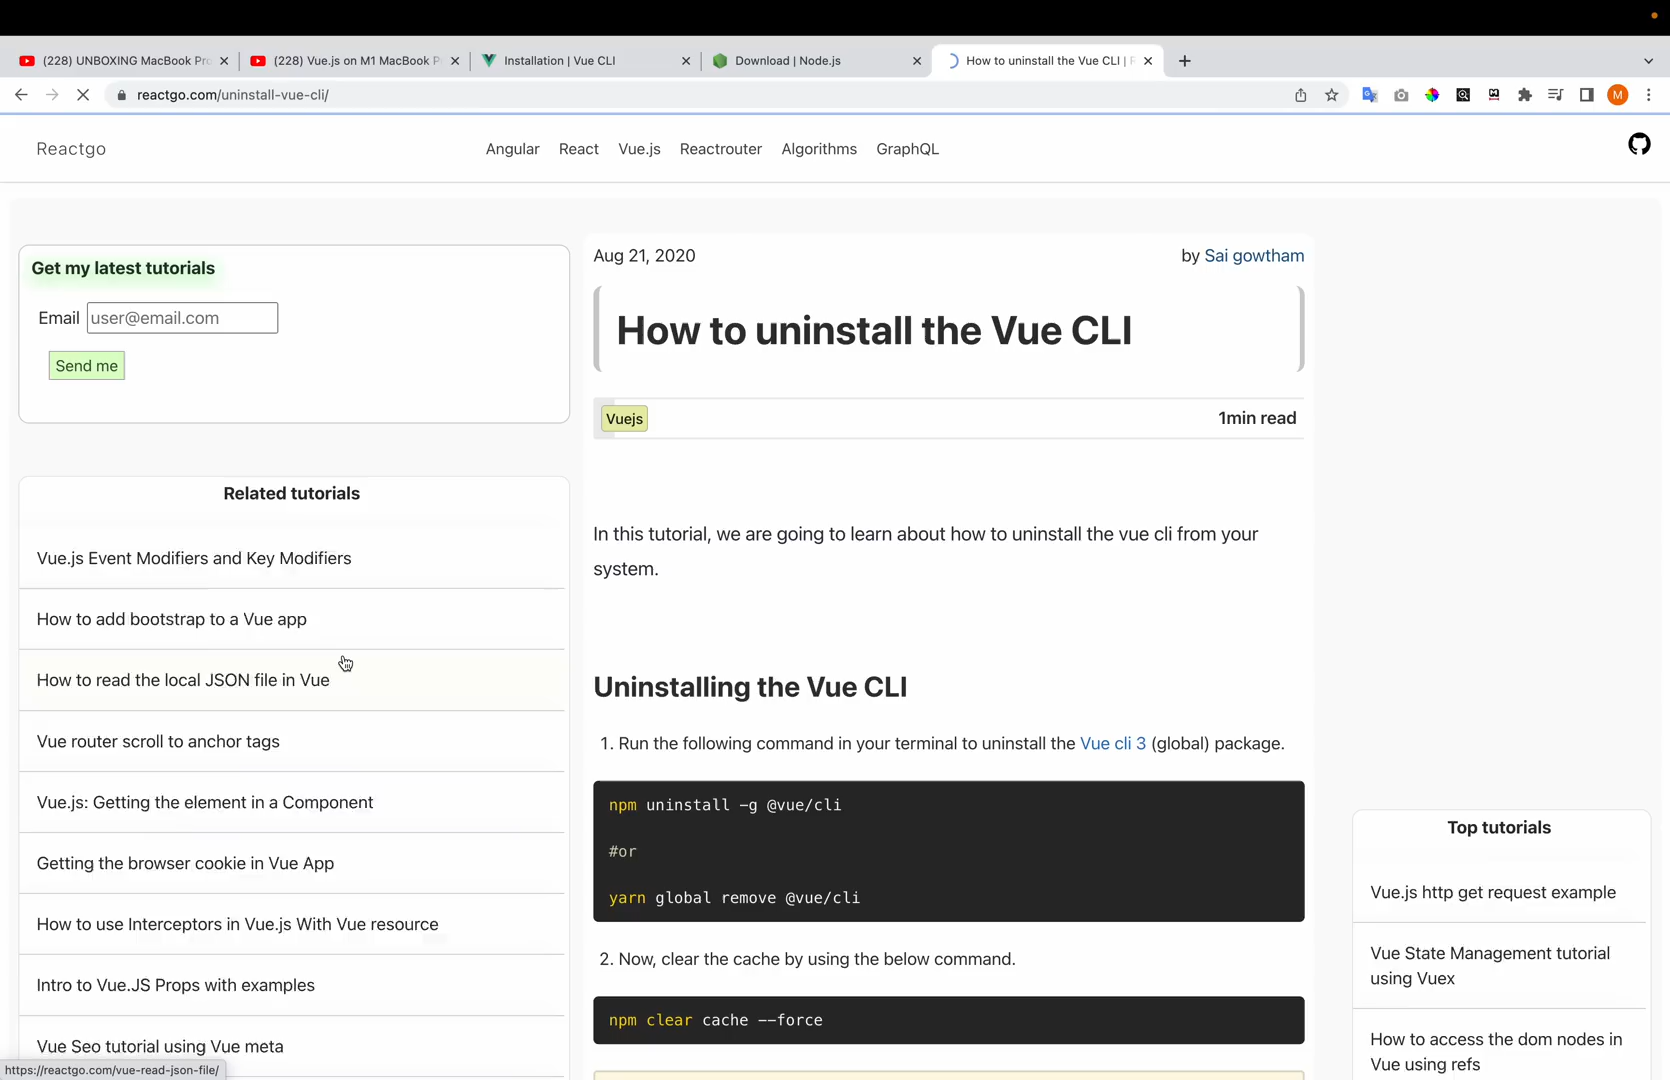 (228) UNBOXING MacBook Pro
(228) Vue.js on M1 MacBook P
Installation | Vue CLI
Download | Node.js
How to uninstall the Vue CLI | R
reactgo.com/uninstall-vue-cli/
M
Reactgo
Angular React Vue.js Reactrouter Algorithms GraphQL
Get my latest tutorials
Email user@email.com
Send me
Related tutorials
Vue.js Event Modifiers and Key Modifiers
How to add bootstrap to a Vue app
How to read the local JSON file in Vue
Vue router scroll to anchor tags
Vue.js: Getting the element in a Component
Getting the browser cookie in Vue App
How to use Interceptors in Vue.js With Vue resource
Intro to Vue.JS Props with examples
Vue Seo tutorial using Vue meta
https://reactgo.com/vue-read-json-file/
Aug 21, 2020
by Sai gowtham
How to uninstall the Vue CLI
Vuejs
1min read
In this tutorial, we are going to learn about how to uninstall the vue cli from your
system.
Uninstalling the Vue CLI
1. Run the following command in your terminal to uninstall the Vue cli 3 (global) package.
npm uninstall -g @vue/cli
#or
yarn global remove @vue/cli
2. Now, clear the cache by using the below command.
npm clear cache --force
Top tutorials
Vue.js http get request example
Vue State Management tutorial
using Vuex
How to access the dom nodes in
Vue using refs